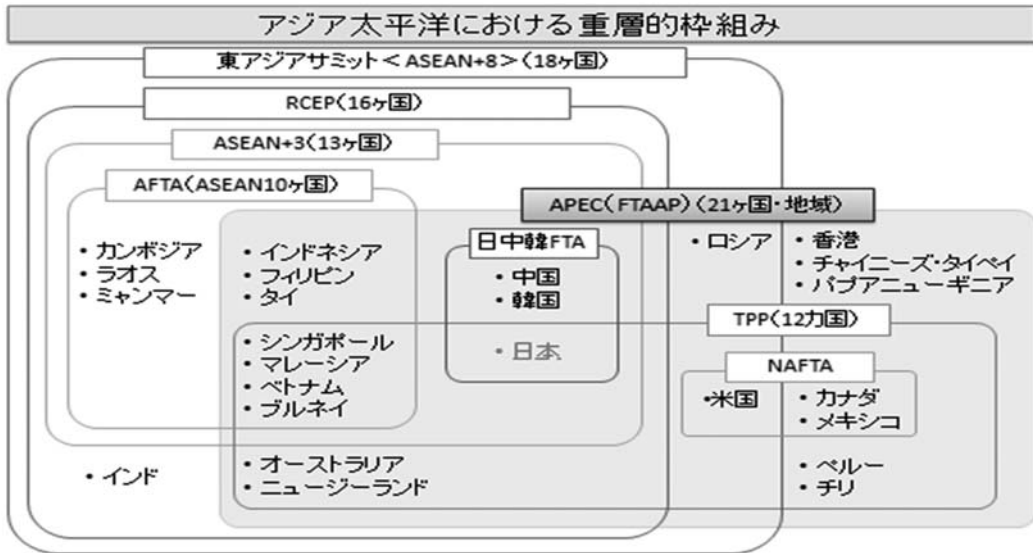 アジア太平洋における重層的枠組み
東アジアサミット<ASEAN+8>(18ヶ国)
RCEP(16ヶ国)
ASEAN+3(13ヶ国)
AFTA(ASEAN10ヶ国)
APEC(FTAAP)(21ヶ国・地域)
・カンボジア
・ラオス
・ミャンマー
・インドネシア
・フィリピン
・タイ
日中韓FTA
・中国
・韓国
・ロシア
・香港
・チャイニーズ・タペイ
・パプアニューギニア
TPP(12カ国)
・シンガポール
・マレーシア
・ベトナム
・ブルネイ
・日本
NAFTA
・米国
・カナダ
・メキシコ
・インド
・オーストラリア
・ニュージーランド
・ペルー
・チリ